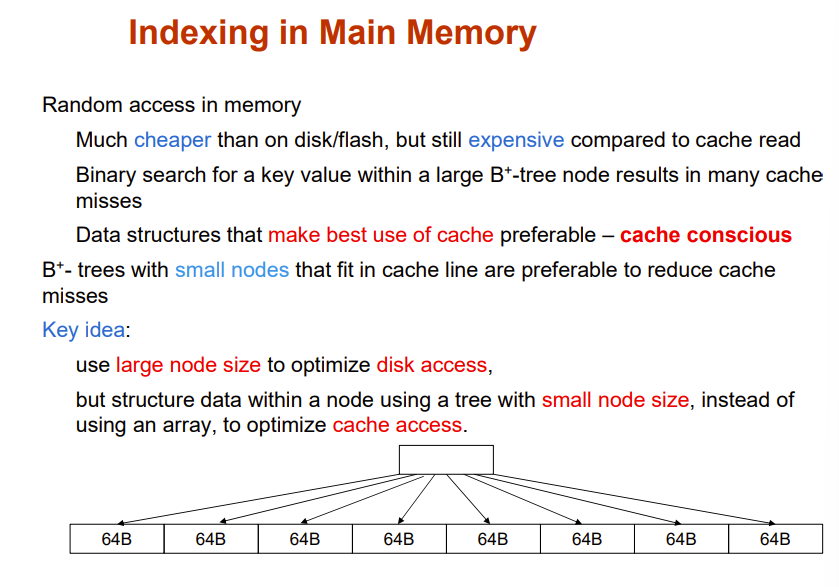 Indexing in Main Memory
Random access in memory
Much cheaper than on disk/flash, but still expensive compared to cache read
Binary search for a key value within a large B⁺-tree node results in many cache
misses
Data structures that make best use of cache preferable – cache conscious
B⁺- trees with small nodes that fit in cache line are preferable to reduce cache
misses
Key idea:
use large node size to optimize disk access,
but structure data within a node using a tree with small node size, instead of
using an array, to optimize cache access.
64B 64B 64B 64B 64B 64B 64B 64B